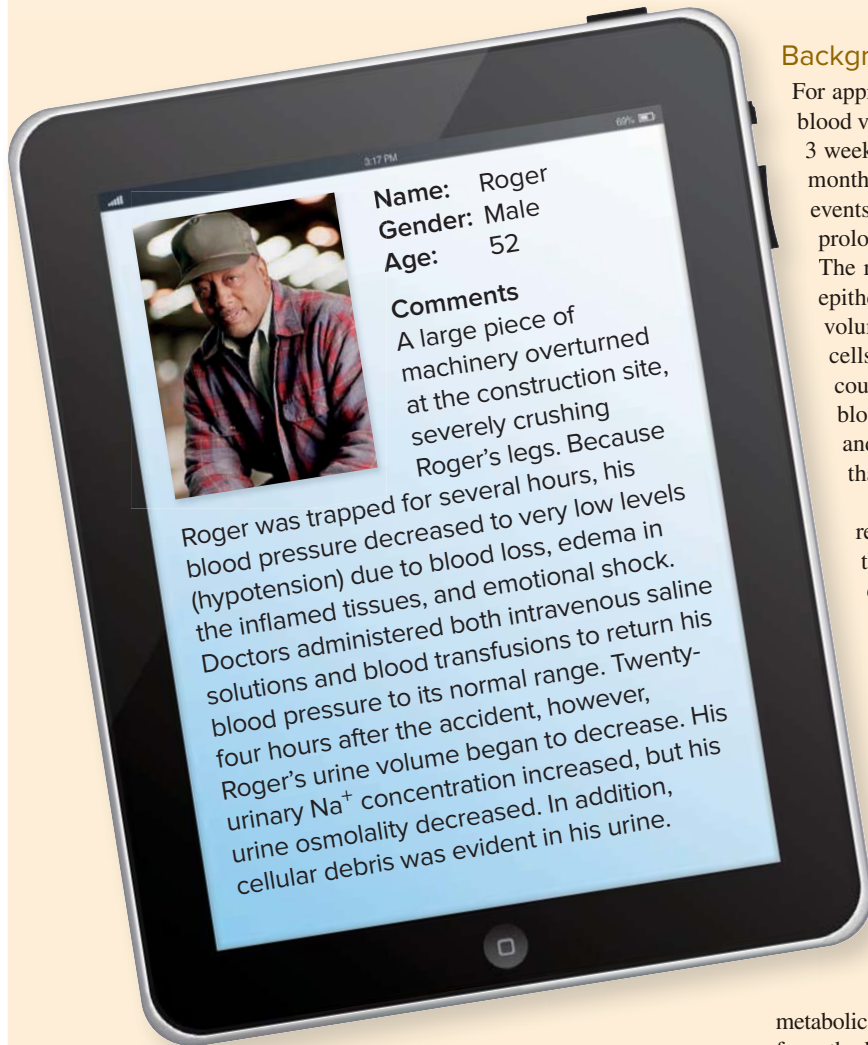 3:17 PM
69%
Name: Roger
Gender: Male
Age: 52
Comments
A large piece of
machinery overturned
at the construction site,
severely crushing
Roger's legs. Because
Roger was trapped for several hours, his
blood pressure decreased to very low levels
(hypotension) due to blood loss, edema in
the inflamed tissues, and emotional shock.
Doctors administered both intravenous saline
solutions and blood transfusions to return his
blood pressure to its normal range. Twenty-
four hours after the accident, however,
Roger's urine volume began to decrease. His
urinary Na⁺ concentration increased, but his
urine osmolality decreased. In addition,
cellular debris was evident in his urine.
Backgr
For app
blood v
3 week
month
events
prolo
The
epithe
volu
cells
cou
blo
and
tha
re
t
metabolic